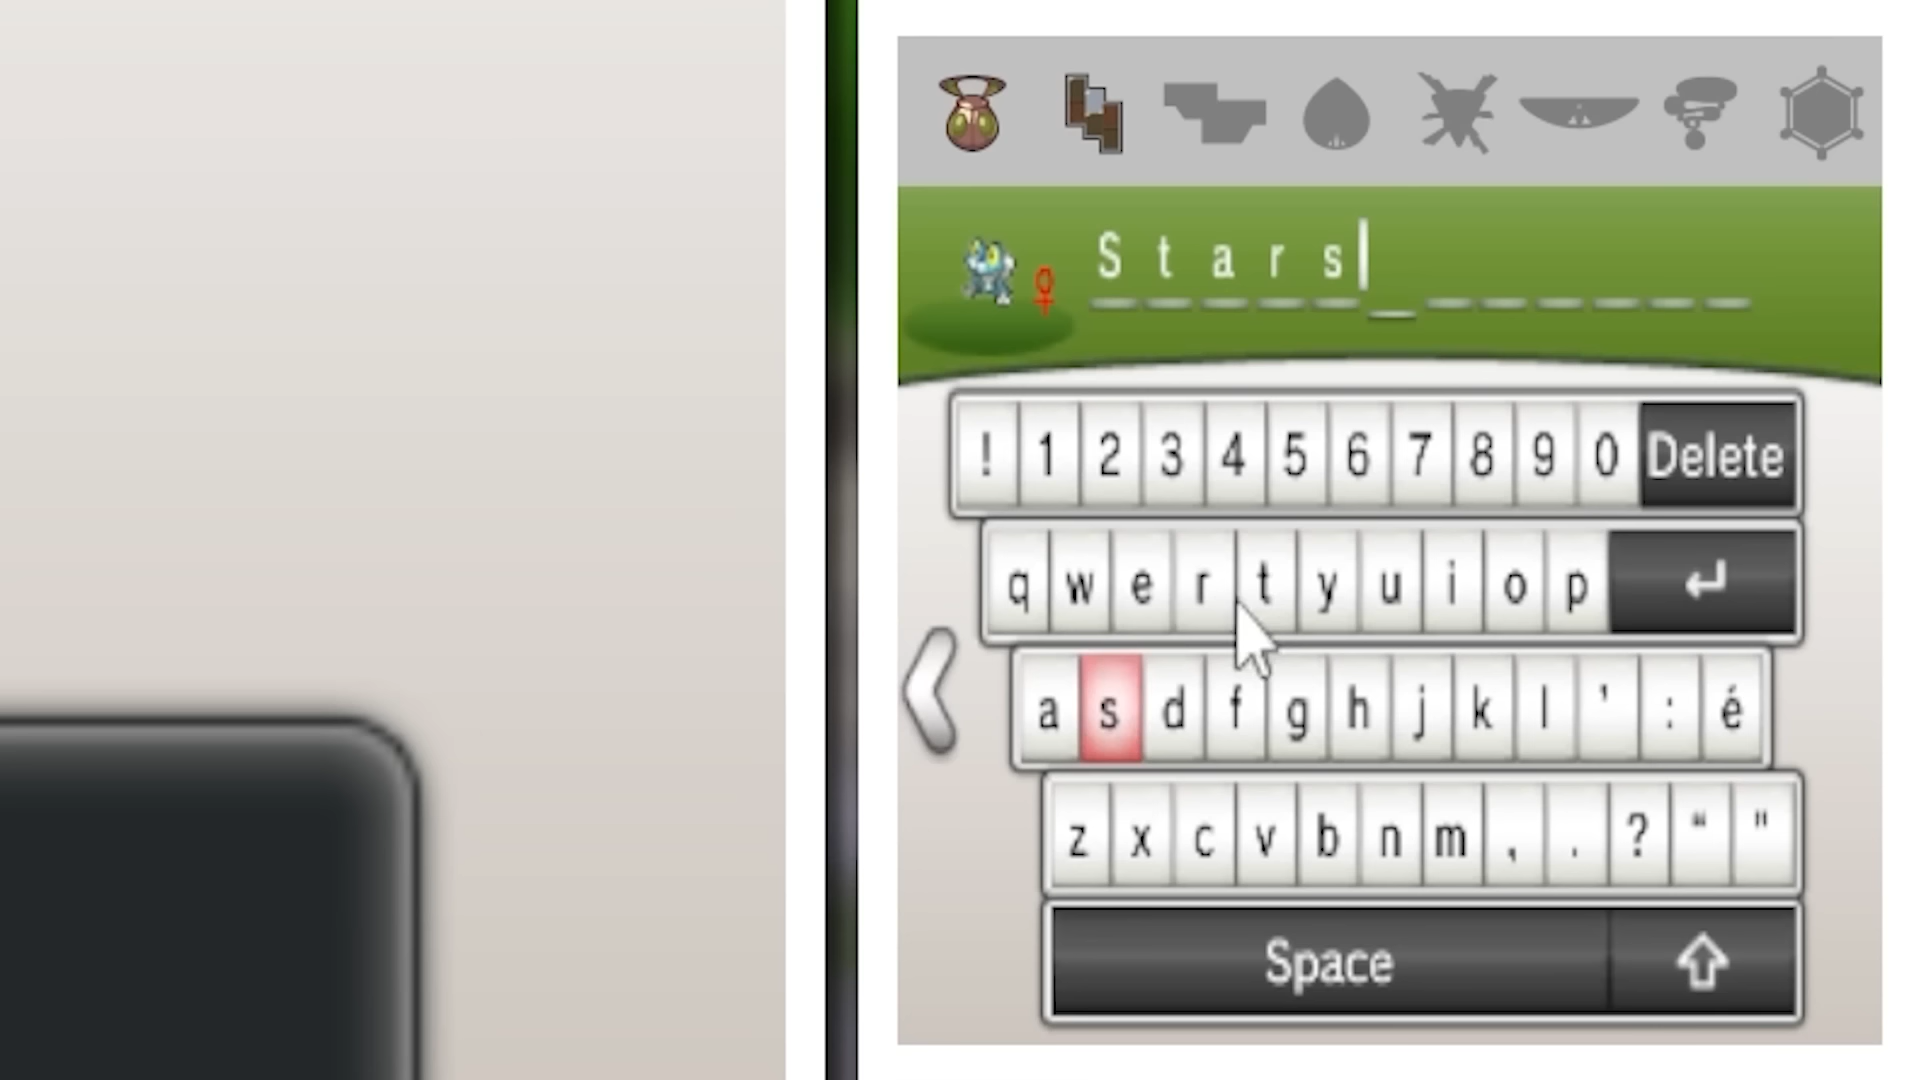 Stars
! 1 2 3 4 5 6 7 8 9 0 Delete
q w e r t y u i o p
a s d f g h j k l ' : é
z x c v b n m , . ? “ "
Space